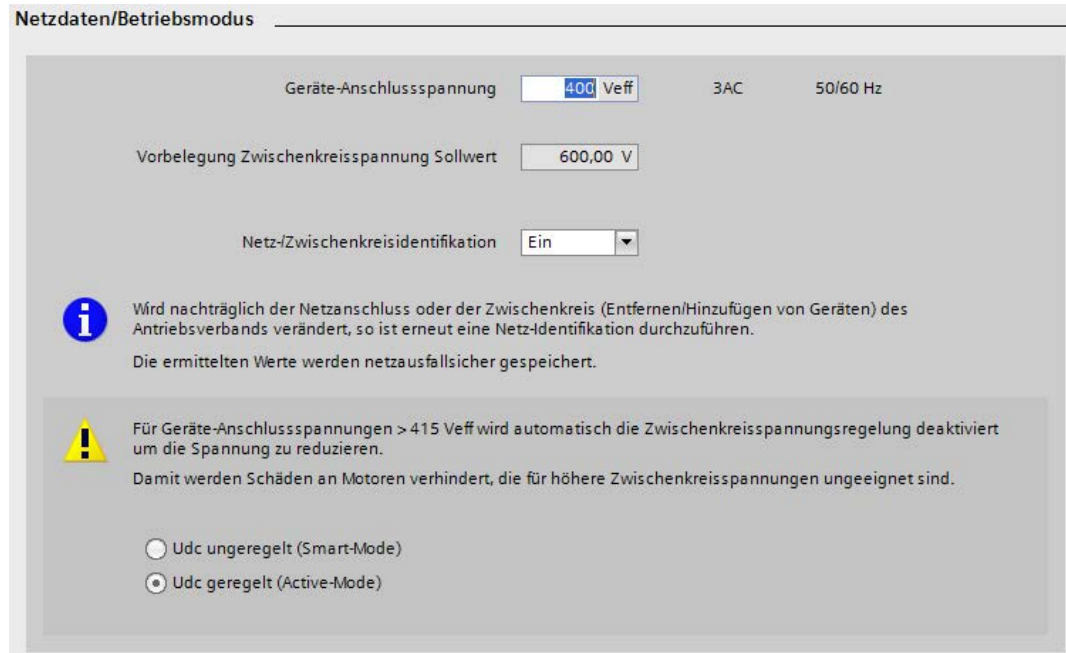 Netzdaten/Betriebsmodus
Geräte-Anschlussspannung 400 Veff 3AC 50/60 Hz
Vorbelegung Zwischenkreisspannung Sollwert 600,00 V
Netz-/Zwischenkreisidentifikation Ein
Wird nachträglich der Netzanschluss oder der Zwischenkreis (Entfernen/Hinzufügen von Geräten) des
Antriebsverbands verändert, so ist erneut eine Netz-Identifikation durchzuführen.
Die ermittelten Werte werden netzausfallsicher gespeichert.
Für Geräte-Anschlussspannungen > 415 Veff wird automatisch die Zwischenkreisspannungsregelung deaktiviert
um die Spannung zu reduzieren.
Damit werden Schäden an Motoren verhindert, die für höhere Zwischenkreisspannungen ungeeignet sind.
Udc ungeregelt (Smart-Mode)
Udc geregelt (Active-Mode)